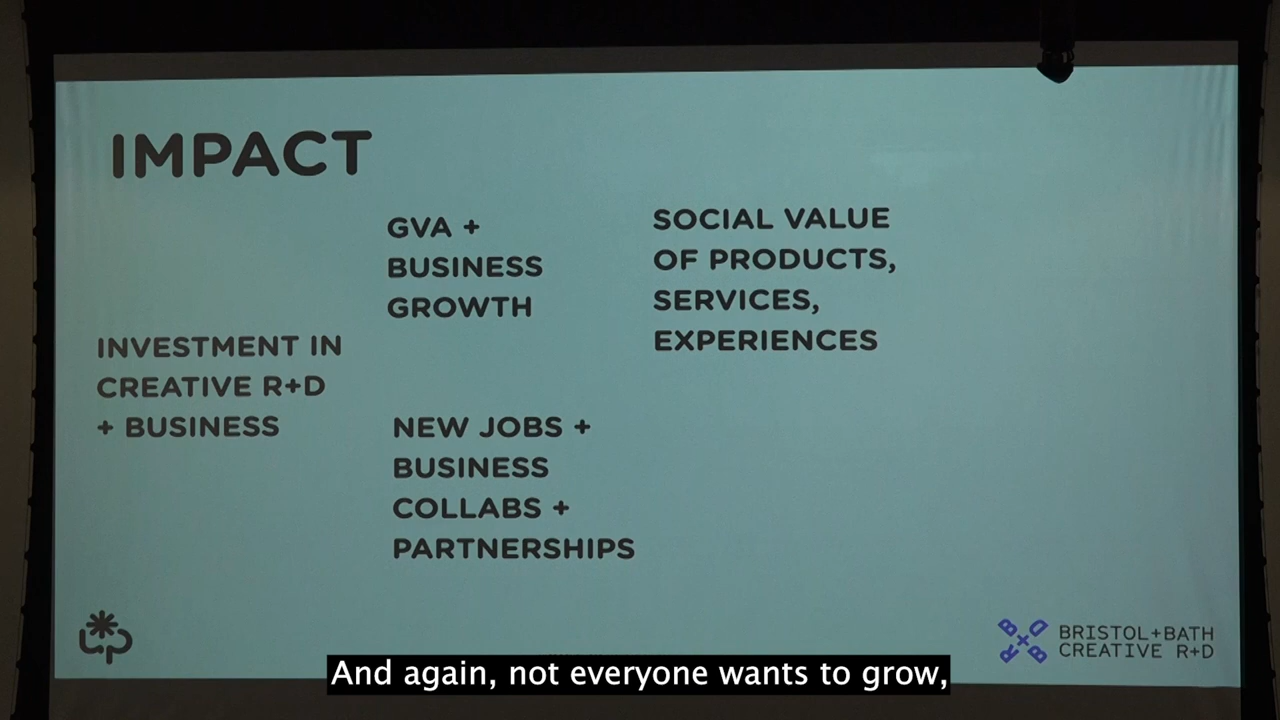 IMPACT
GVA +
BUSINESS
GROWTH
SOCIAL VALUE
OF PRODUCTS,
SERVICES,
EXPERIENCES
INVESTMENT IN
CREATIVE R+D
+ BUSINESS
NEW JOBS +
BUSINESS
COLLABS +
PARTNERSHIPS
B+D
R+B
BRISTOL+BATH
CREATIVE R+D
And again, not everyone wants to grow,